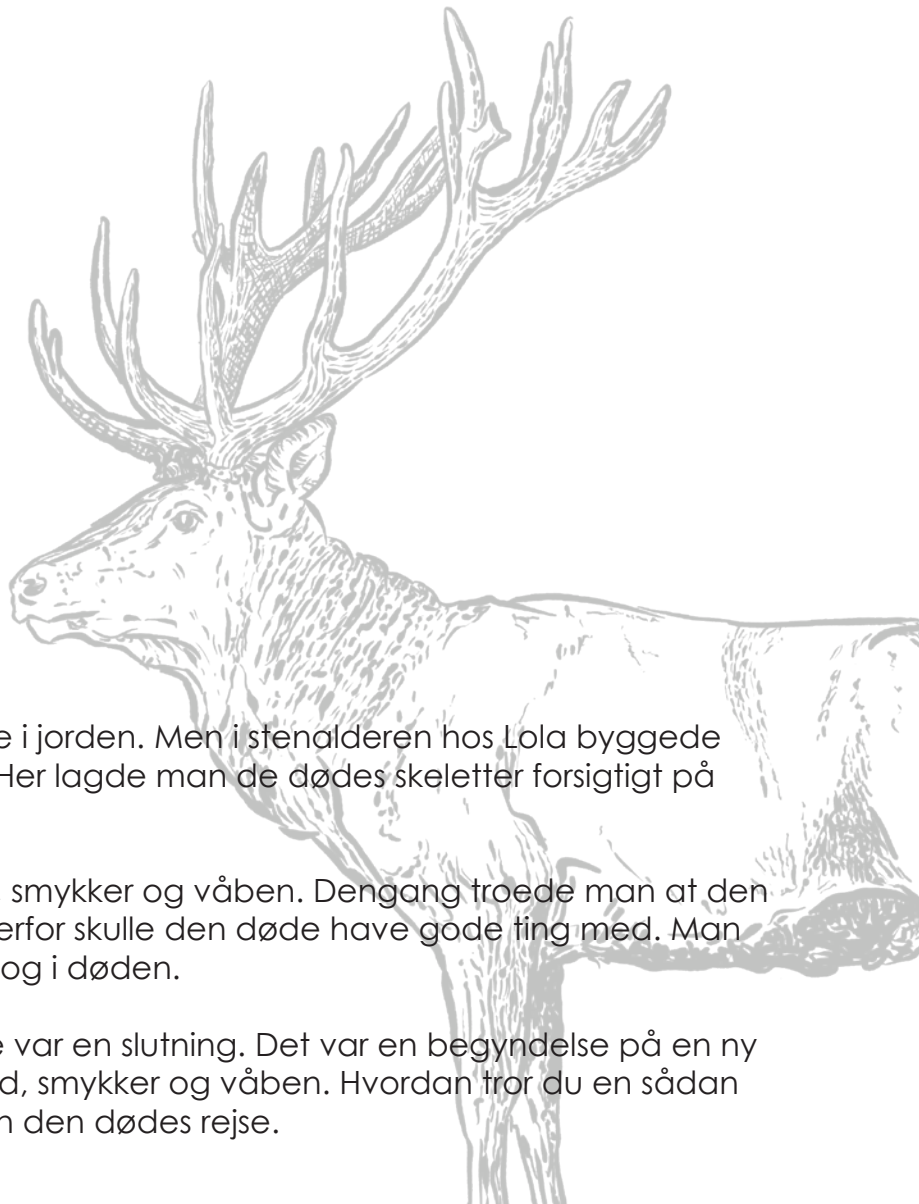 e i jorden. Men i stenalderen hos Lola byggede
Her lagde man de dødes skeletter forsigtigt på
smykker og våben. Dengang troede man at den
erfor skulle den døde have gode ting med. Man
og i døden.
e var en slutning. Det var en begyndelse på en ny
d, smykker og våben. Hvordan tror du en sådan
n den dødes rejse.